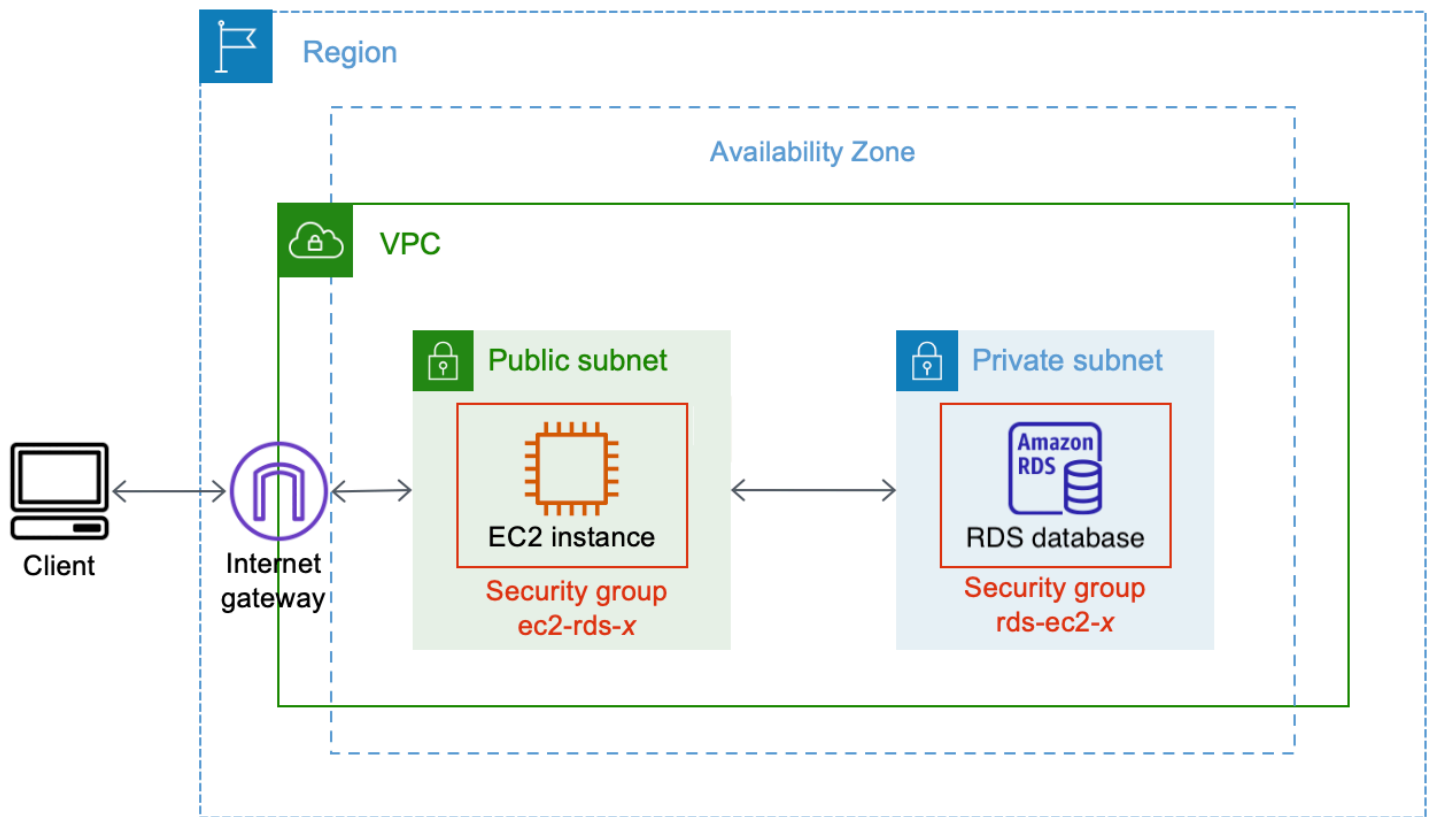 Region
Availability Zone
VPC
Public subnet
Private subnet
Amazon
RDS
EC2 instance
RDS database
Client
Internet
gateway
Security group
ec2-rds-x
Security group
rds-ec2-x